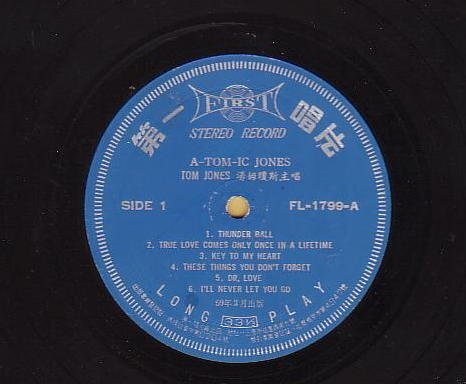 FIRST
第一唱片
STEREO RECORD
A-TOM-IC JONES
TOM JONES 湯姆瓊斯主唱
SIDE 1
FL-1799-A
1. THUNDER BALL
2. TRUE LOVE COMES ONLY ONCE IN A LIFETIME
3. KEY TO MY HEART
4. THESE THINGS YOU DON'T FORGET
5. DR. LOVE
6. I'LL NEVER LET YOU GO
LONG PLAY
33⅓